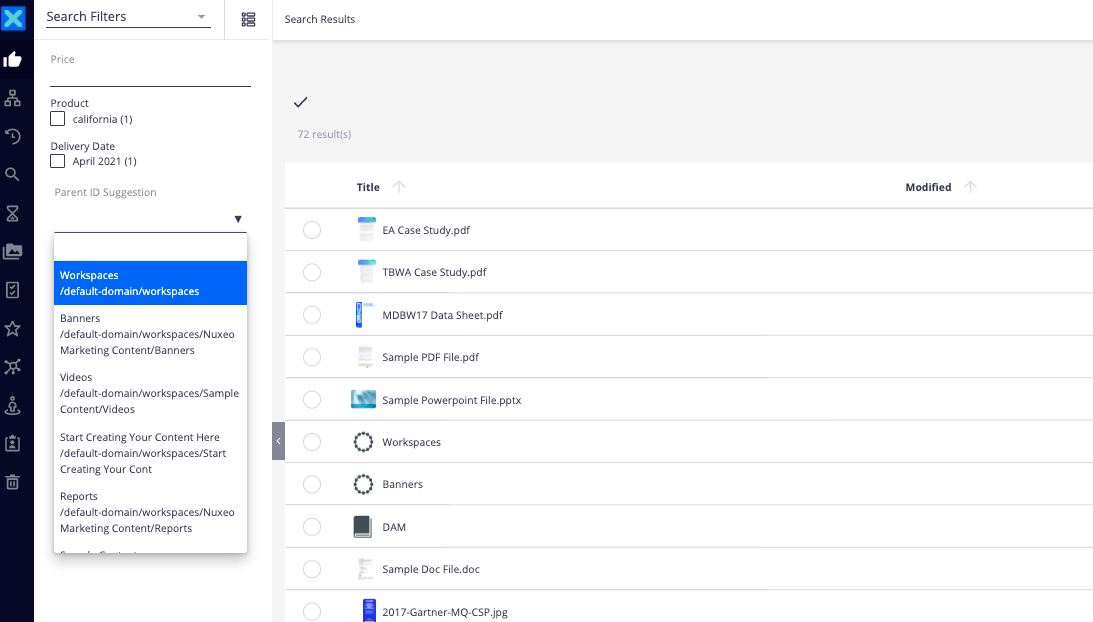 Search Filters
Search Results
Price
Product
california (1)
Delivery Date
April 2021 (1)
Parent ID Suggestion
Workspaces
/default-domain/workspaces
Banners
/default-domain/workspaces/Nuxeo
Marketing Content/Banners
Videos
/default-domain/workspaces/Sample
Content/Videos
Start Creating Your Content Here
/default-domain/workspaces/Start
Creating Your Cont
Reports
/default-domain/workspaces/Nuxeo
Marketing Content/Reports
72 result(s)
Title
Modified
EA Case Study.pdf
TBWA Case Study.pdf
MDBW17 Data Sheet.pdf
Sample PDF File.pdf
Sample Powerpoint File.pptx
Workspaces
Banners
DAM
Sample Doc File.doc
2017-Gartner-MQ-CSP.jpg